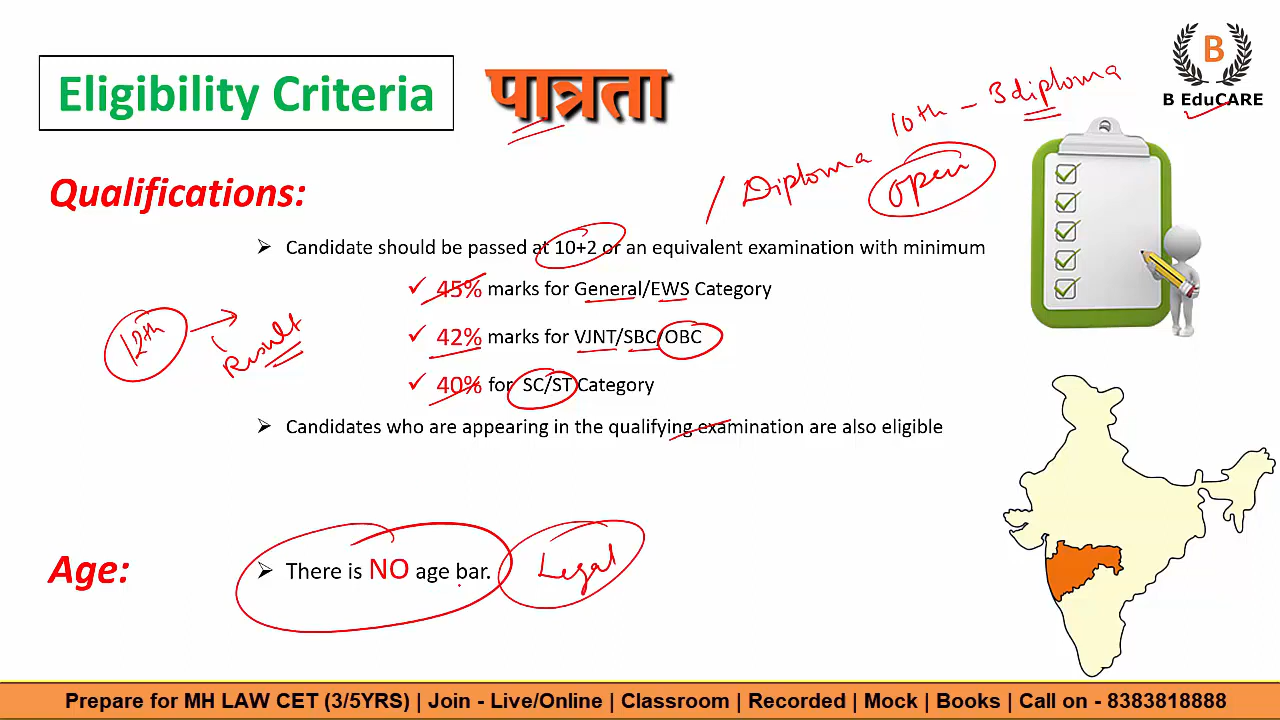 B
B EduCARE
Eligibility Criteria
पात्रता
10th - 3 diploma
/ Diploma open
Qualifications:
➢ Candidate should be passed at 10+2 or an equivalent examination with minimum
✓ 45% marks for General/EWS Category
✓ 42% marks for VJNT/SBC/OBC
✓ 40% for SC/ST Category
12th → Result
➢ Candidates who are appearing in the qualifying examination are also eligible
Age:
➢ There is NO age bar. Legal
Prepare for MH LAW CET (3/5YRS) | Join - Live/Online | Classroom | Recorded | Mock | Books | Call on - 8383818888